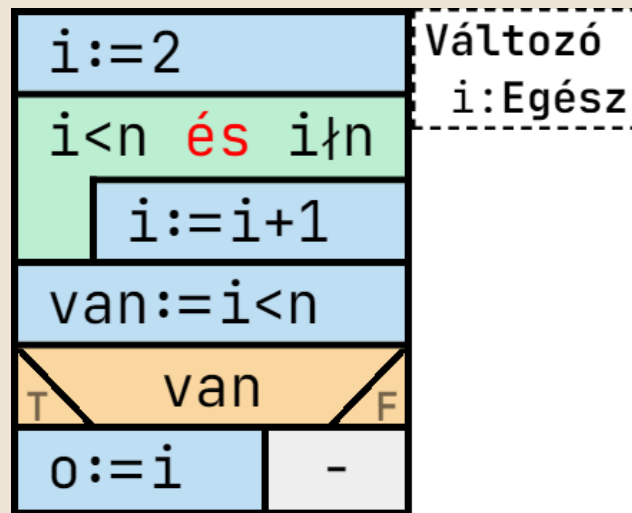 i:=2
Változó
i:Egész
i<n és i∤n
i:=i+1
van:=i<n
T van F
o:=i -